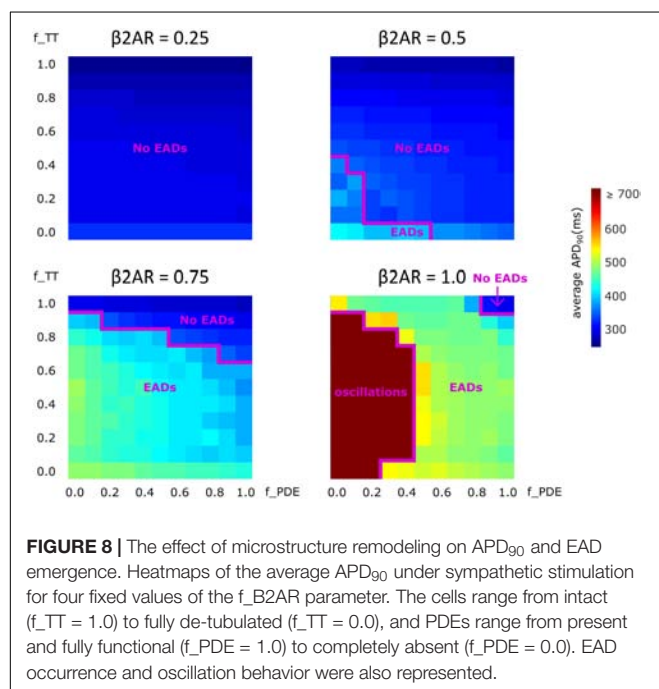 f_TT
β2AR = 0.25
β2AR = 0.5
1.0
0.8
0.6
0.4
0.2
0.0
No EADs
No EADs
EADs
≥ 700
600
500
400
300
average APD90(ms)
f_TT
β2AR = 0.75
β2AR = 1.0
No EADs
1.0
0.8
0.6
0.4
0.2
0.0
No EADs
EADs
oscillations
EADs
0.0 0.2 0.4 0.6 0.8 1.0 f_PDE
0.0 0.2 0.4 0.6 0.8 1.0 f_PDE
FIGURE 8 | The effect of microstructure remodeling on APD90 and EAD
emergence. Heatmaps of the average APD90 under sympathetic stimulation
for four fixed values of the f_B2AR parameter. The cells range from intact
(f_TT = 1.0) to fully de-tubulated (f_TT = 0.0), and PDEs range from present
and fully functional (f_PDE = 1.0) to completely absent (f_PDE = 0.0). EAD
occurrence and oscillation behavior were also represented.